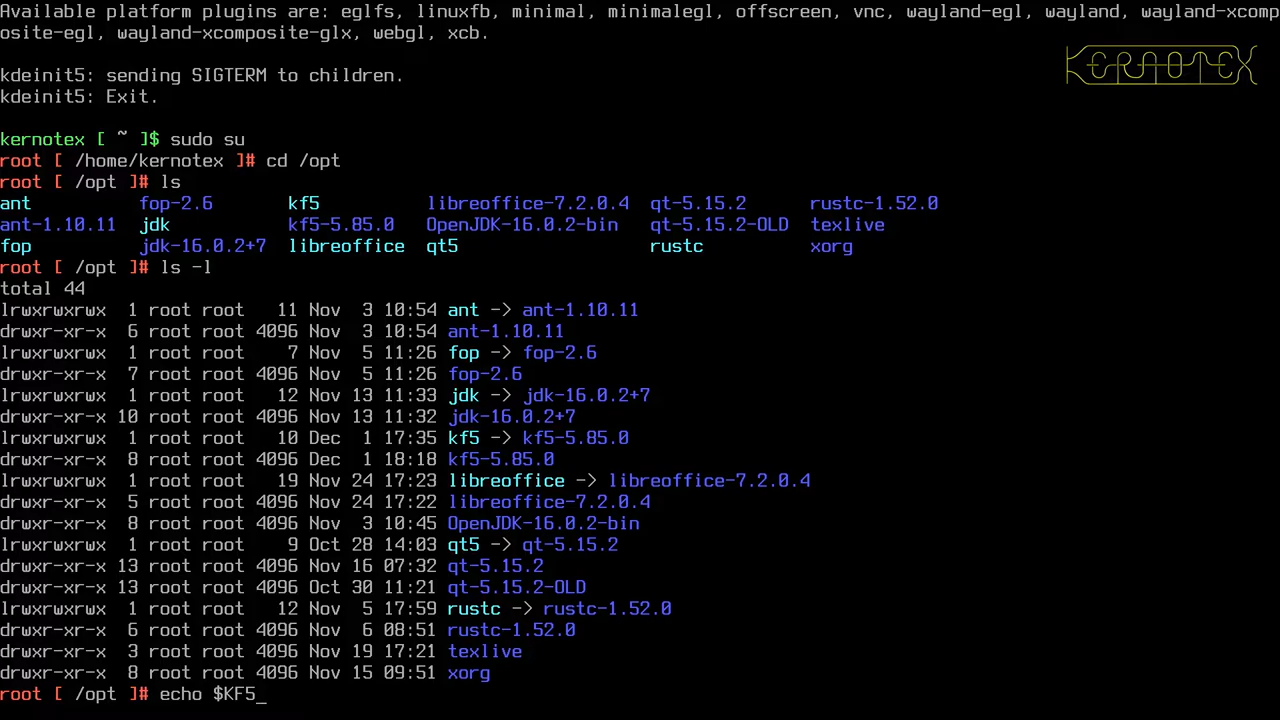 Available platform plugins are: eglfs, linuxfb, minimal, minimalegl, offscreen, vnc, wayland-egl, wayland, wayland-xcomp
osite-egl, wayland-xcomposite-glx, webgl, xcb.
KERNOTEX
kdeinit5: sending SIGTERM to children.
kdeinit5: Exit.
kernotex [ ~ ]$ sudo su
root [ /home/kernotex ]# cd /opt
root [ /opt ]# ls
ant fop-2.6 kf5 libreoffice-7.2.0.4 qt-5.15.2 rustc-1.52.0
ant-1.10.11 jdk kf5-5.85.0 OpenJDK-16.0.2-bin qt-5.15.2-OLD texlive
fop jdk-16.0.2+7 libreoffice qt5 rustc xorg
root [ /opt ]# ls -l
total 44
lrwxrwxrwx 1 root root 11 Nov 3 10:54 ant -> ant-1.10.11
drwxr-xr-x 6 root root 4096 Nov 3 10:54 ant-1.10.11
lrwxrwxrwx 1 root root 7 Nov 5 11:26 fop -> fop-2.6
drwxr-xr-x 7 root root 4096 Nov 5 11:26 fop-2.6
lrwxrwxrwx 1 root root 12 Nov 13 11:33 jdk -> jdk-16.0.2+7
drwxr-xr-x 10 root root 4096 Nov 13 11:32 jdk-16.0.2+7
lrwxrwxrwx 1 root root 10 Dec 1 17:35 kf5 -> kf5-5.85.0
drwxr-xr-x 8 root root 4096 Dec 1 18:18 kf5-5.85.0
lrwxrwxrwx 1 root root 19 Nov 24 17:23 libreoffice -> libreoffice-7.2.0.4
drwxr-xr-x 5 root root 4096 Nov 24 17:22 libreoffice-7.2.0.4
drwxr-xr-x 8 root root 4096 Nov 3 10:45 OpenJDK-16.0.2-bin
lrwxrwxrwx 1 root root 9 Oct 28 14:03 qt5 -> qt-5.15.2
drwxr-xr-x 13 root root 4096 Nov 16 07:32 qt-5.15.2
drwxr-xr-x 13 root root 4096 Oct 30 11:21 qt-5.15.2-OLD
lrwxrwxrwx 1 root root 12 Nov 5 17:59 rustc -> rustc-1.52.0
drwxr-xr-x 6 root root 4096 Nov 6 08:51 rustc-1.52.0
drwxr-xr-x 3 root root 4096 Nov 19 17:21 texlive
drwxr-xr-x 8 root root 4096 Nov 15 09:51 xorg
root [ /opt ]# echo $KF5_